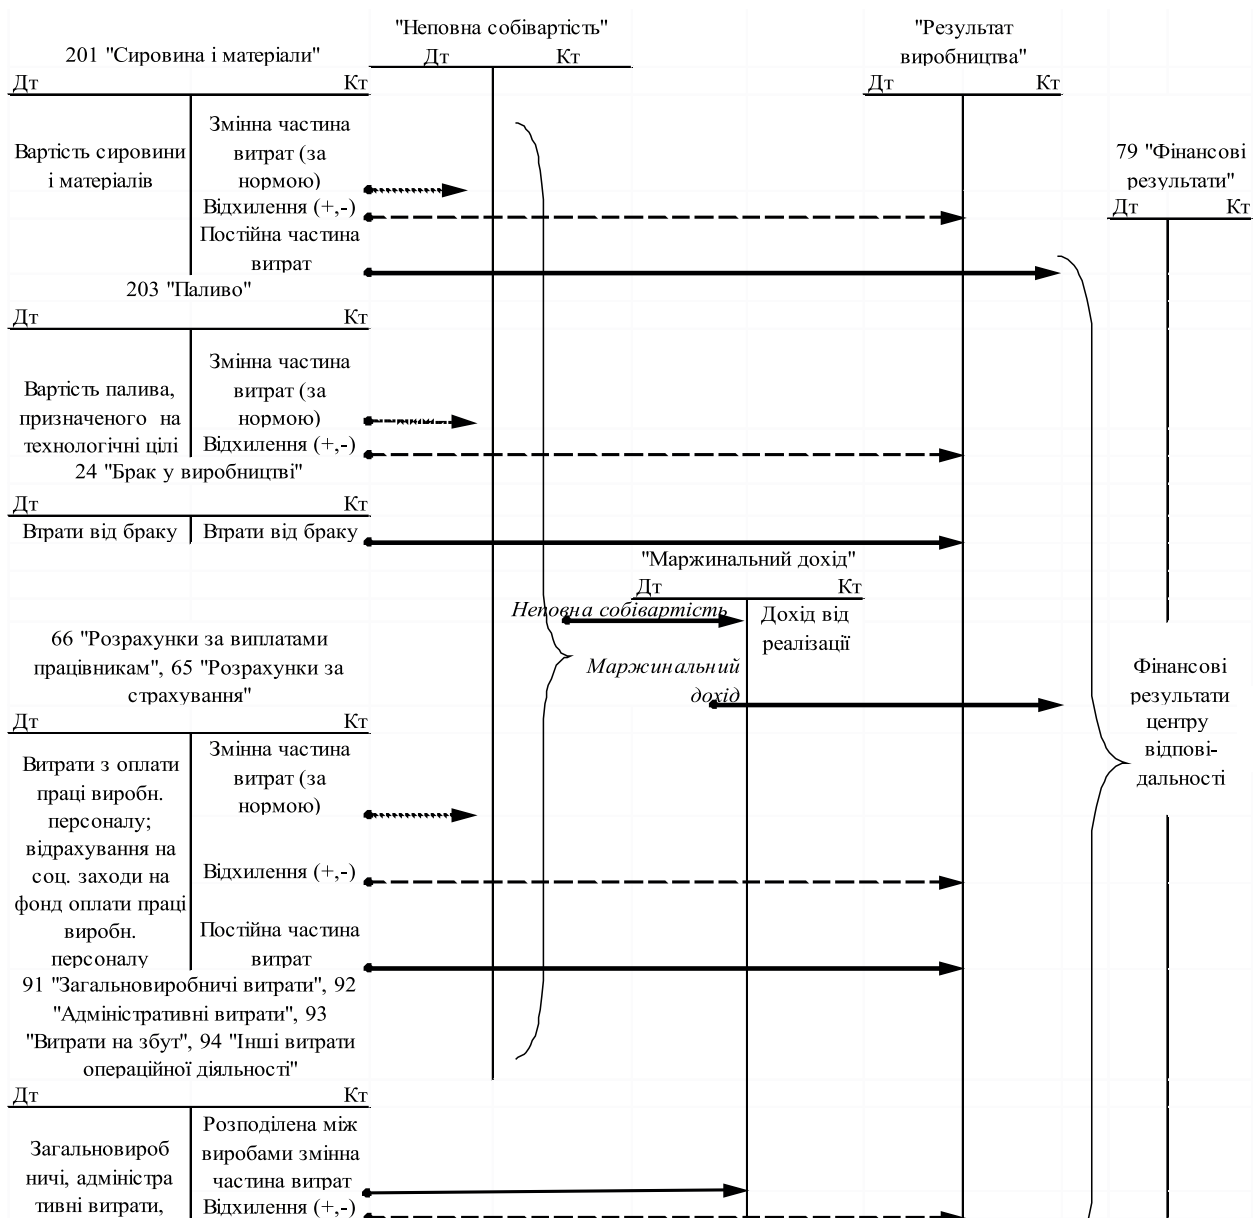 "Неповна собівартість"
Дт Кт
"Результат
виробництва"
Дт Кт
201 "Сировина і матеріали"
Дт Кт
Вартість сировини
і матеріалів
Змінна частина
витрат (за
нормою)
Відхилення (+,-)
Постійна частина
витрат
79 "Фінансові
результати"
Дт Кт
203 "Паливо"
Дт Кт
Вартість палива,
призначеного на
технологічні цілі
Змінна частина
витрат (за
нормою)
Відхилення (+,-)
24 "Брак у виробництві"
Дт Кт
Втрати від браку
Втрати від браку
"Маржинальний дохід"
Дт Кт
Неповна собівартість
Дохід від
реалізації
Маржинальний
дохід
Фінансові
результати
центру
відпові-
дальності
66 "Розрахунки за виплатами
працівникам", 65 "Розрахунки за
страхування"
Дт Кт
Витрати з оплати
праці виробн.
персоналу;
відрахування на
соц. заходи на
фонд оплати праці
виробн.
персоналу
Змінна частина
витрат (за
нормою)
Відхилення (+,-)
Постійна частина
витрат
91 "Загальновиробничі витрати", 92
"Адміністративні витрати", 93
"Витрати на збут", 94 "Інші витрати
операційної діяльності"
Дт Кт
Загальновироб
ничі, адміністра
тивні витрати,
Розподілена між
виробами змінна
частина витрат
Відхилення (+,-)